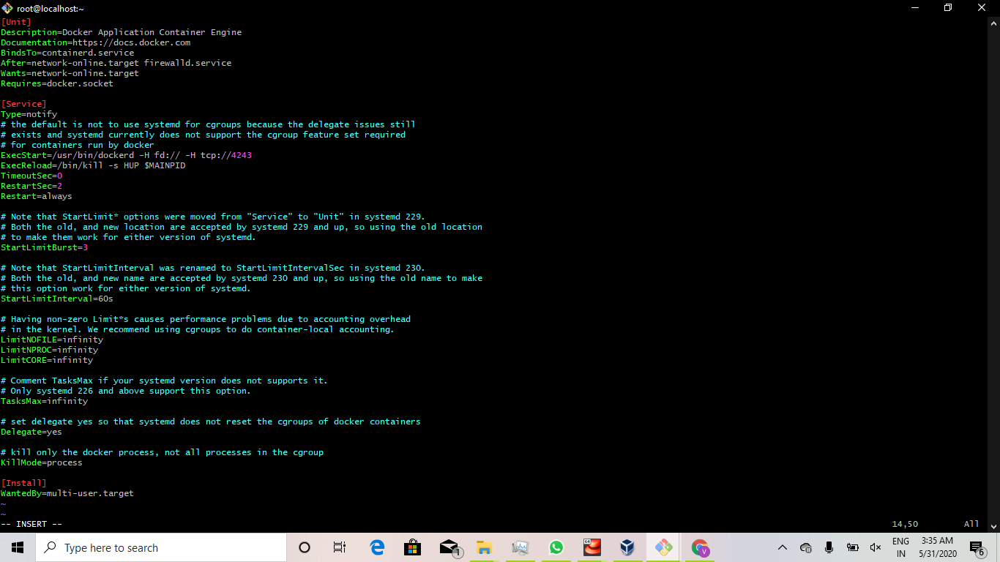 root@localhost:~
[Unit]
Description=Docker Application Container Engine
Documentation=https://docs.docker.com
BindsTo=containerd.service
After=network-online.target firewalld.service
Wants=network-online.target
Requires=docker.socket
[Service]
Type=notify
# the default is not to use systemd for cgroups because the delegate issues still
# exists and systemd currently does not support the cgroup feature set required
# for containers run by docker
ExecStart=/usr/bin/dockerd -H fd:// -H tcp://4243
ExecReload=/bin/kill -s HUP $MAINPID
TimeoutSec=0
RestartSec=2
Restart=always
# Note that StartLimit* options were moved from "Service" to "Unit" in systemd 229.
# Both the old, and new location are accepted by systemd 229 and up, so using the old location
# to make them work for either version of systemd.
StartLimitBurst=3
# Note that StartLimitInterval was renamed to StartLimitIntervalSec in systemd 230.
# Both the old, and new name are accepted by systemd 230 and up, so using the old name to make
# this option work for either version of systemd.
StartLimitInterval=60s
# Having non-zero Limit*s causes performance problems due to accounting overhead
# in the kernel. We recommend using cgroups to do container-local accounting.
LimitNOFILE=infinity
LimitNPROC=infinity
LimitCORE=infinity
# Comment TasksMax if your systemd version does not supports it.
# Only systemd 226 and above support this option.
TasksMax=infinity
# set delegate yes so that systemd does not reset the cgroups of docker containers
Delegate=yes
# kill only the docker process, not all processes in the cgroup
KillMode=process
[Install]
WantedBy=multi-user.target
~
~
-- INSERT -- 14,50 All
Type here to search
1
64
V
ENG
IN
3:35 AM
5/31/2020
6